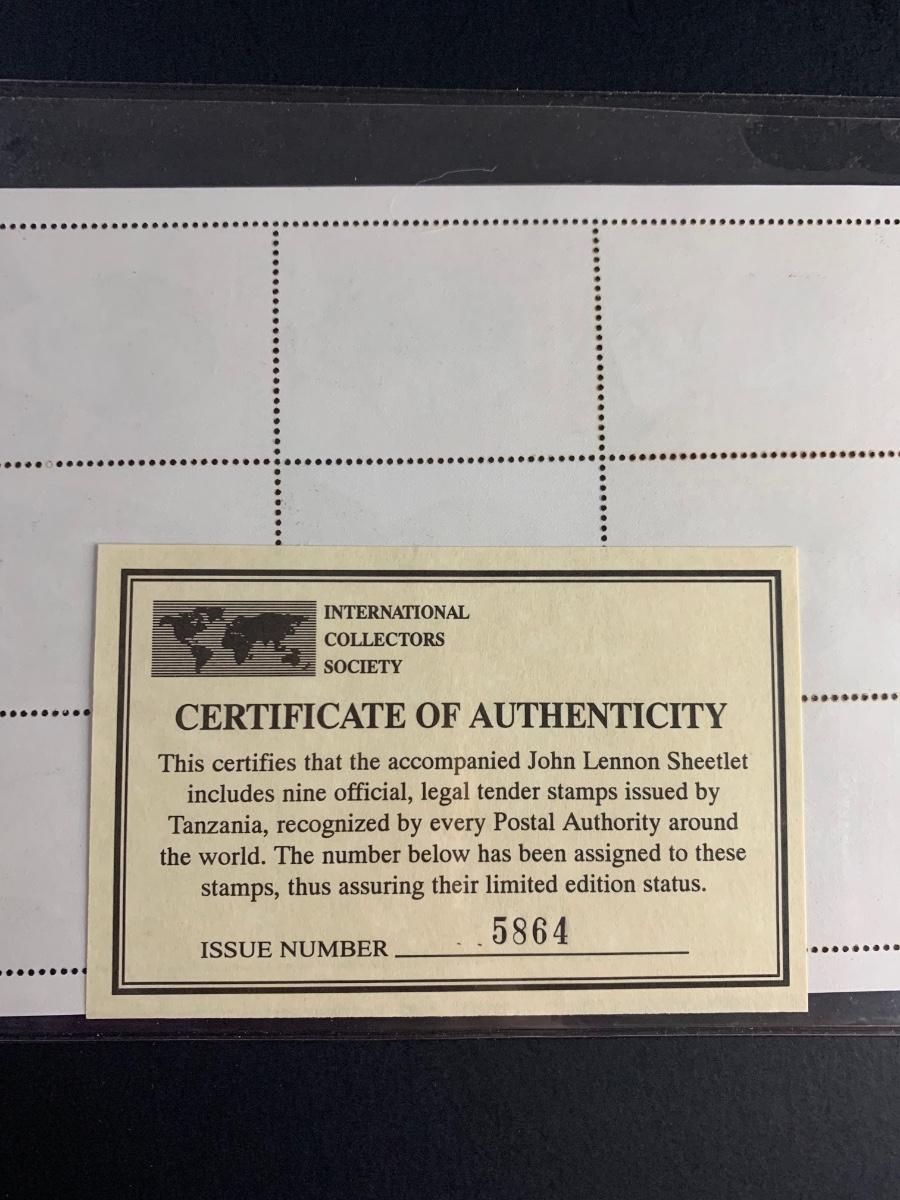 INTERNATIONAL
COLLECTORS
SOCIETY
CERTIFICATE OF AUTHENTICITY
This certifies that the accompanied John Lennon Sheetlet
includes nine official, legal tender stamps issued by
Tanzania, recognized by every Postal Authority around
the world. The number below has been assigned to these
stamps, thus assuring their limited edition status.
ISSUE NUMBER 5864